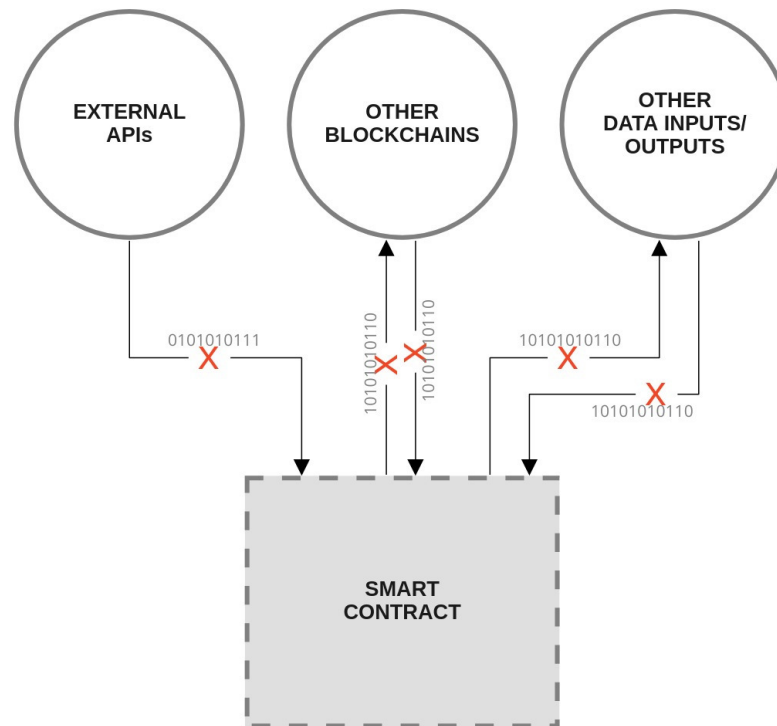 EXTERNAL
APIs
OTHER
BLOCKCHAINS
OTHER
DATA INPUTS/
OUTPUTS
0101010111
X
10101010110
X
X
10101010110
10101010110
X
X
10101010110
SMART
CONTRACT